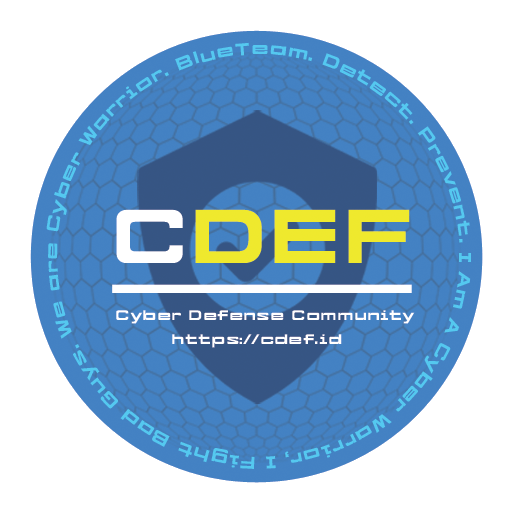 We are Cyber Warrior. BlueTeam. Detect. Prevent. I Am A Cyber Warrior, I Fight Bad Guys.
CDEF
Cyber Defense Community
https://cdef.id